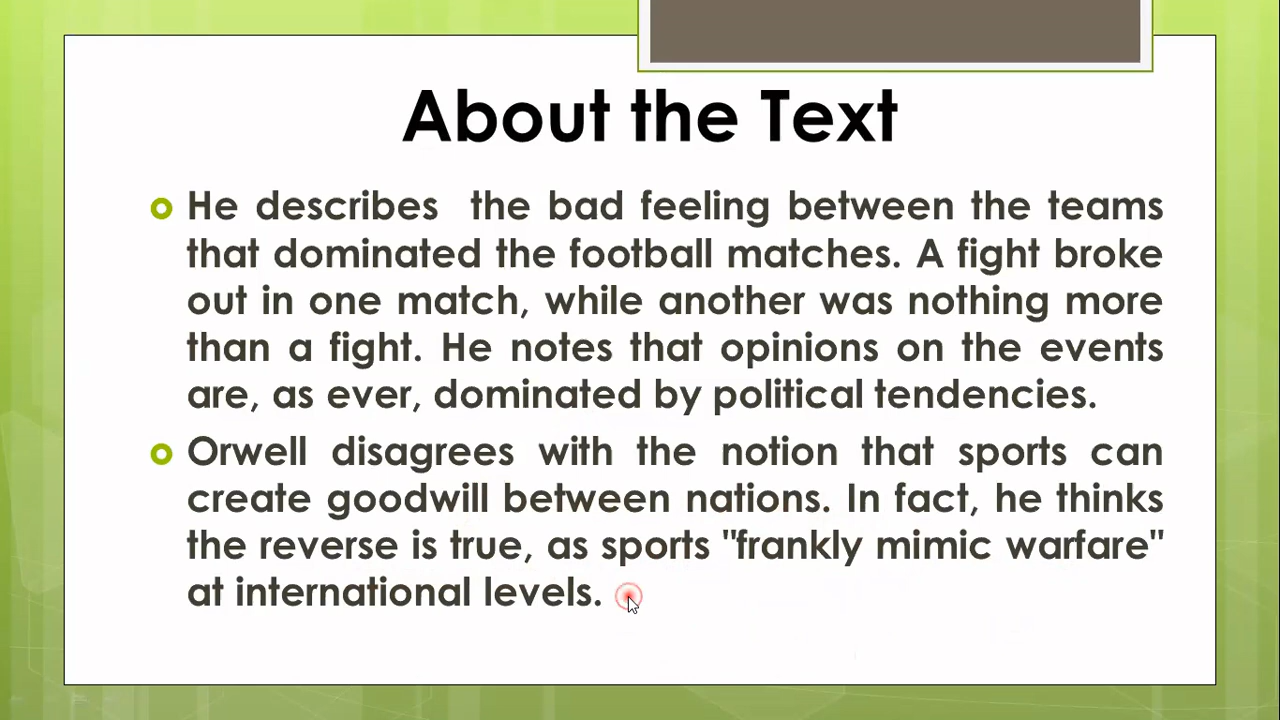 About the Text
He describes the bad feeling between the teams
that dominated the football matches. A fight broke
out in one match, while another was nothing more
than a fight. He notes that opinions on the events
are, as ever, dominated by political tendencies.
Orwell disagrees with the notion that sports can
create goodwill between nations. In fact, he thinks
the reverse is true, as sports "frankly mimic warfare"
at international levels.